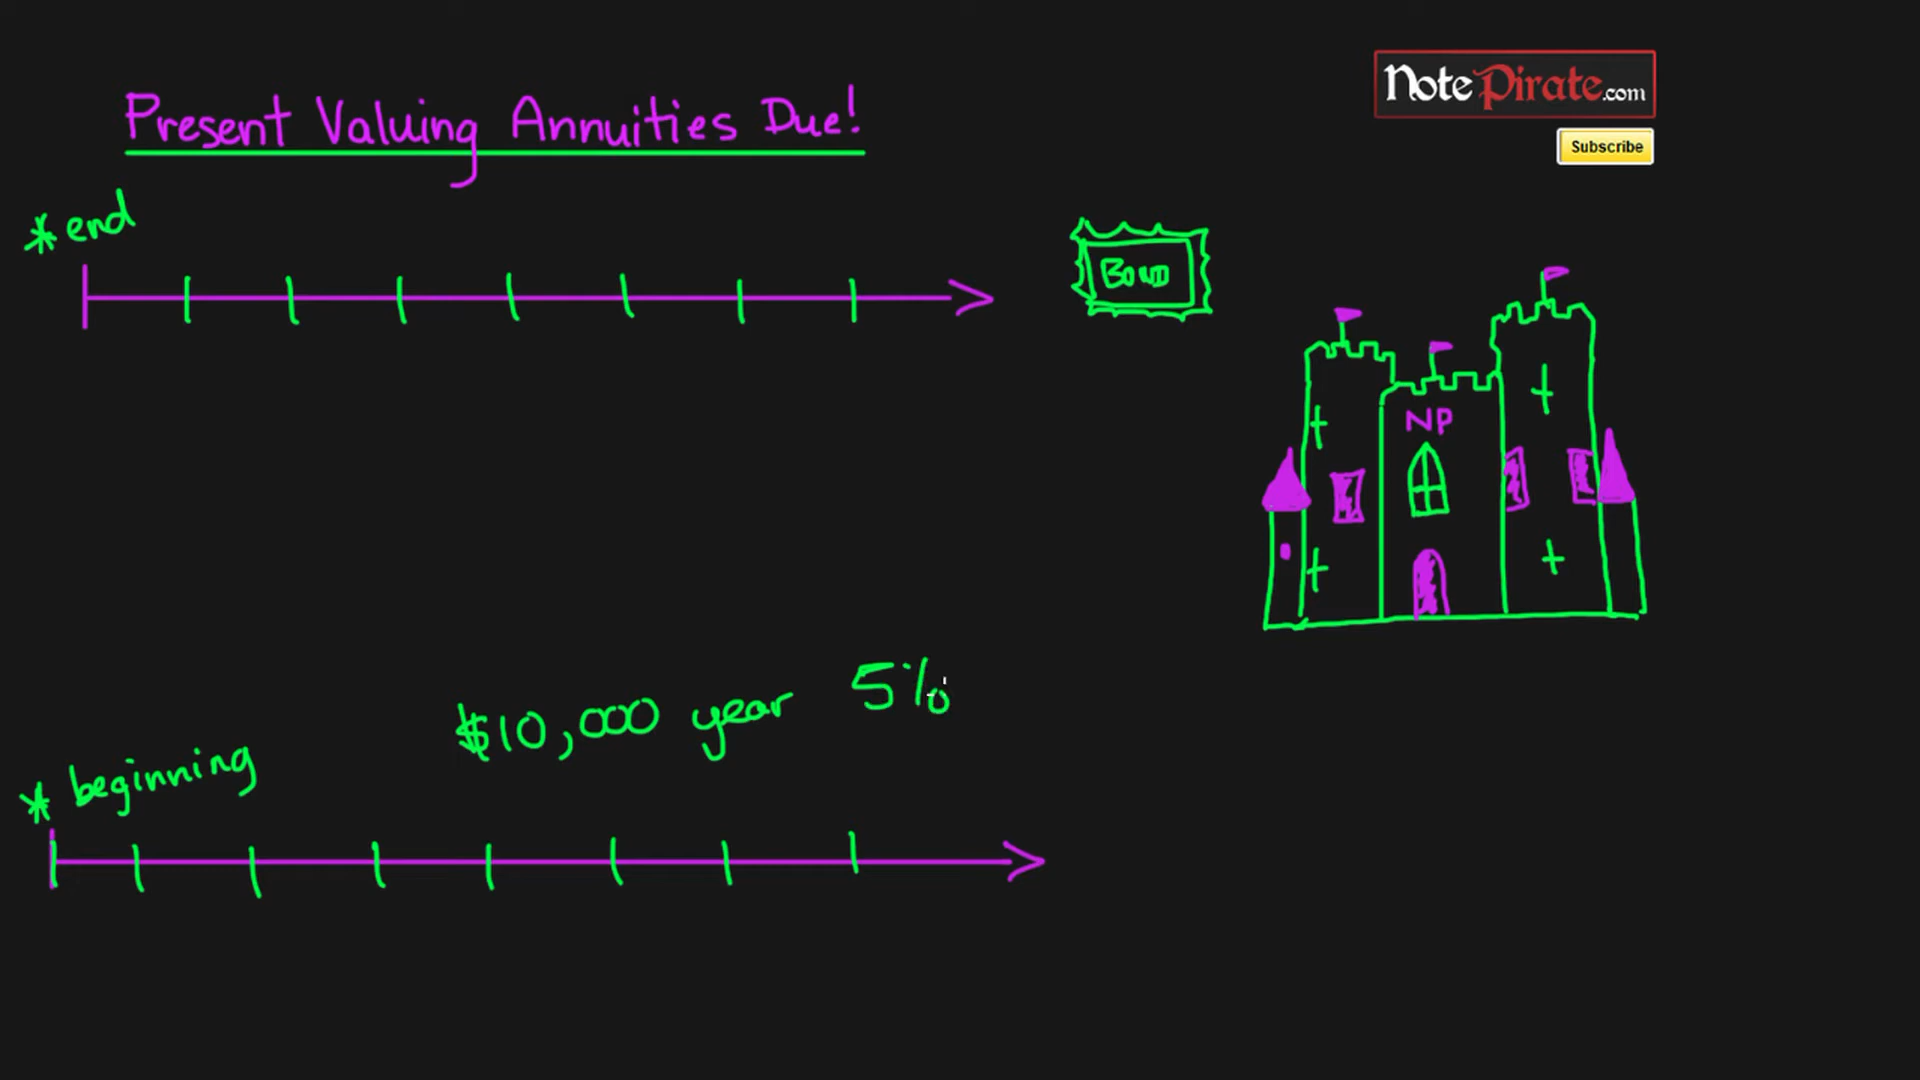 NotePirate.com
Present Valuing Annuities Due!
Subscribe
* end
Bond
NP
$10,000 year 5%
* beginning